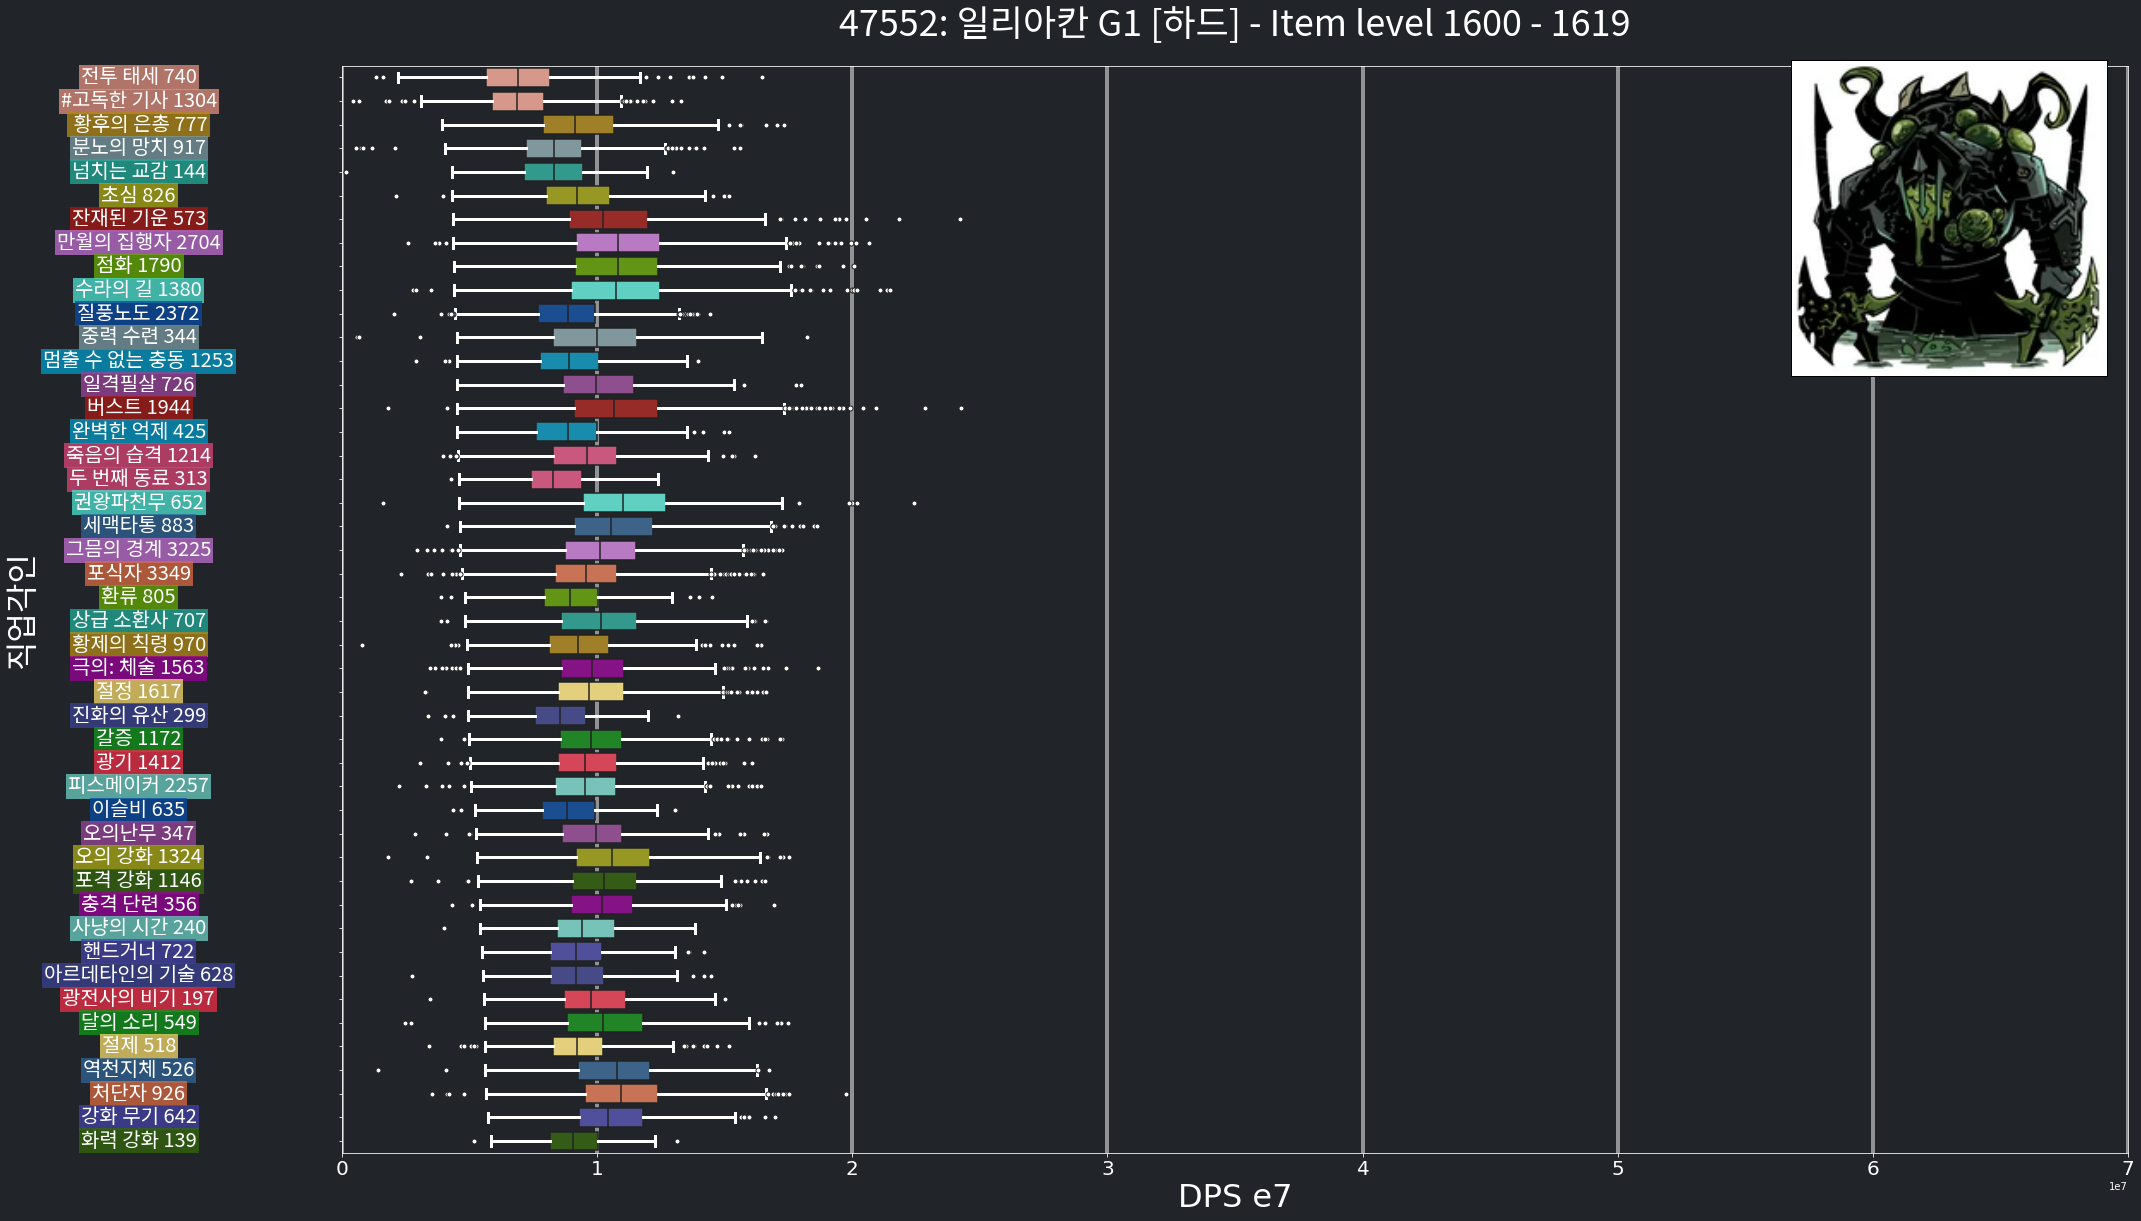 47552: 일리아칸 G1 [하드] - Item level 1600 - 1619
직업각인
전투 태세 740
#고독한 기사 1304
황후의 은총 777
분노의 망치 917
넘치는 교감 144
초심 826
잔재된 기운 573
만월의 집행자 2704
점화 1790
수라의 길 1380
질풍노도 2372
중력 수련 344
멈출 수 없는 충동 1253
일격필살 726
버스트 1944
완벽한 억제 425
죽음의 습격 1214
두 번째 동료 313
권왕파천무 652
세맥타통 883
그믐의 경계 3225
포식자 3349
환류 805
상급 소환사 707
황제의 칙령 970
극의: 체술 1563
절정 1617
진화의 유산 299
갈증 1172
광기 1412
피스메이커 2257
이슬비 635
오의난무 347
오의 강화 1324
포격 강화 1146
충격 단련 356
사냥의 시간 240
핸드거너 722
아르데타인의 기술 628
광전사의 비기 197
달의 소리 549
절제 518
역천지체 526
처단자 926
강화 무기 642
화력 강화 139
0 1 2 3 4 5 6 7
DPS e7
1e7